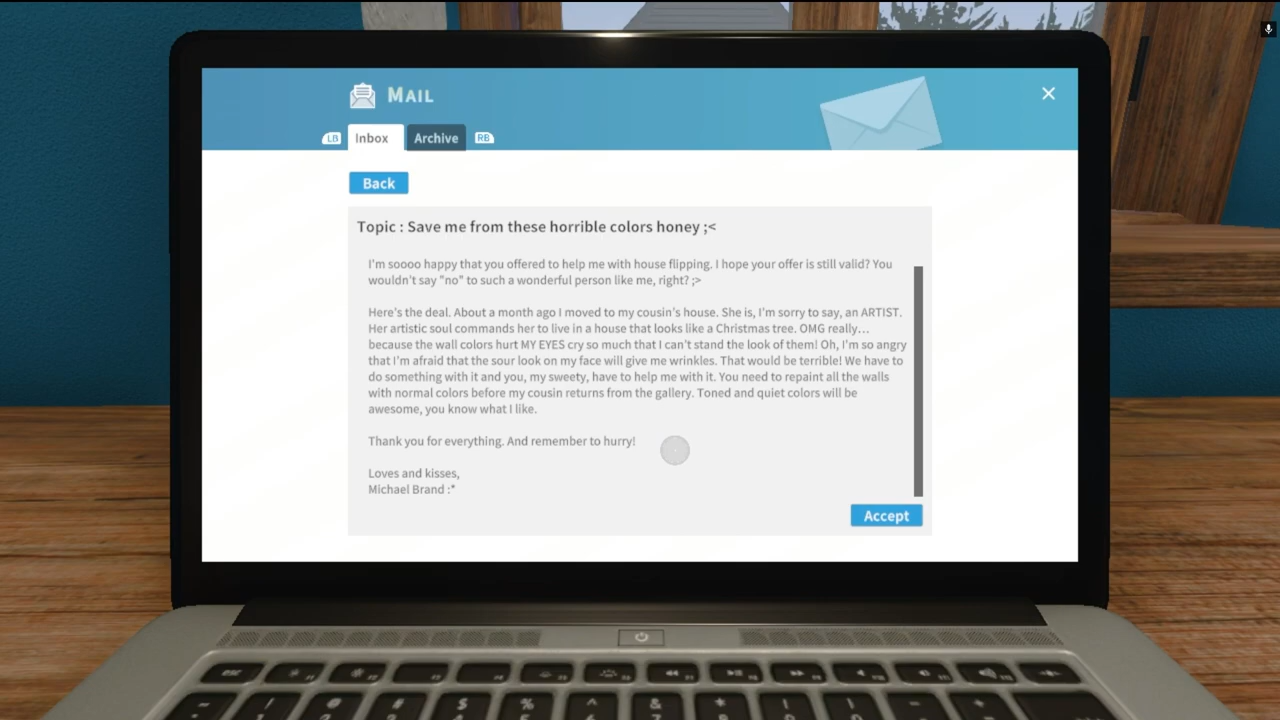 MAIL
LB Inbox Archive RB
Back
Topic : Save me from these horrible colors honey ;<
I'm soooo happy that you offered to help me with house flipping. I hope your offer is still valid? You
wouldn't say "no" to such a wonderful person like me, right? ;>
Here's the deal. About a month ago I moved to my cousin's house. She is, I'm sorry to say, an ARTIST.
Her artistic soul commands her to live in a house that looks like a Christmas tree. OMG really...
because the wall colors hurt MY EYES cry so much that I can't stand the look of them! Oh, I'm so angry
that I'm afraid that the sour look on my face will give me wrinkles. That would be terrible! We have to
do something with it and you, my sweety, have to help me with it. You need to repaint all the walls
with normal colors before my cousin returns from the gallery. Toned and quiet colors will be
awesome, you know what I like.
Thank you for everything. And remember to hurry!
Loves and kisses,
Michael Brand :*
Accept
esc
~ ! @ # $ % ^ & *